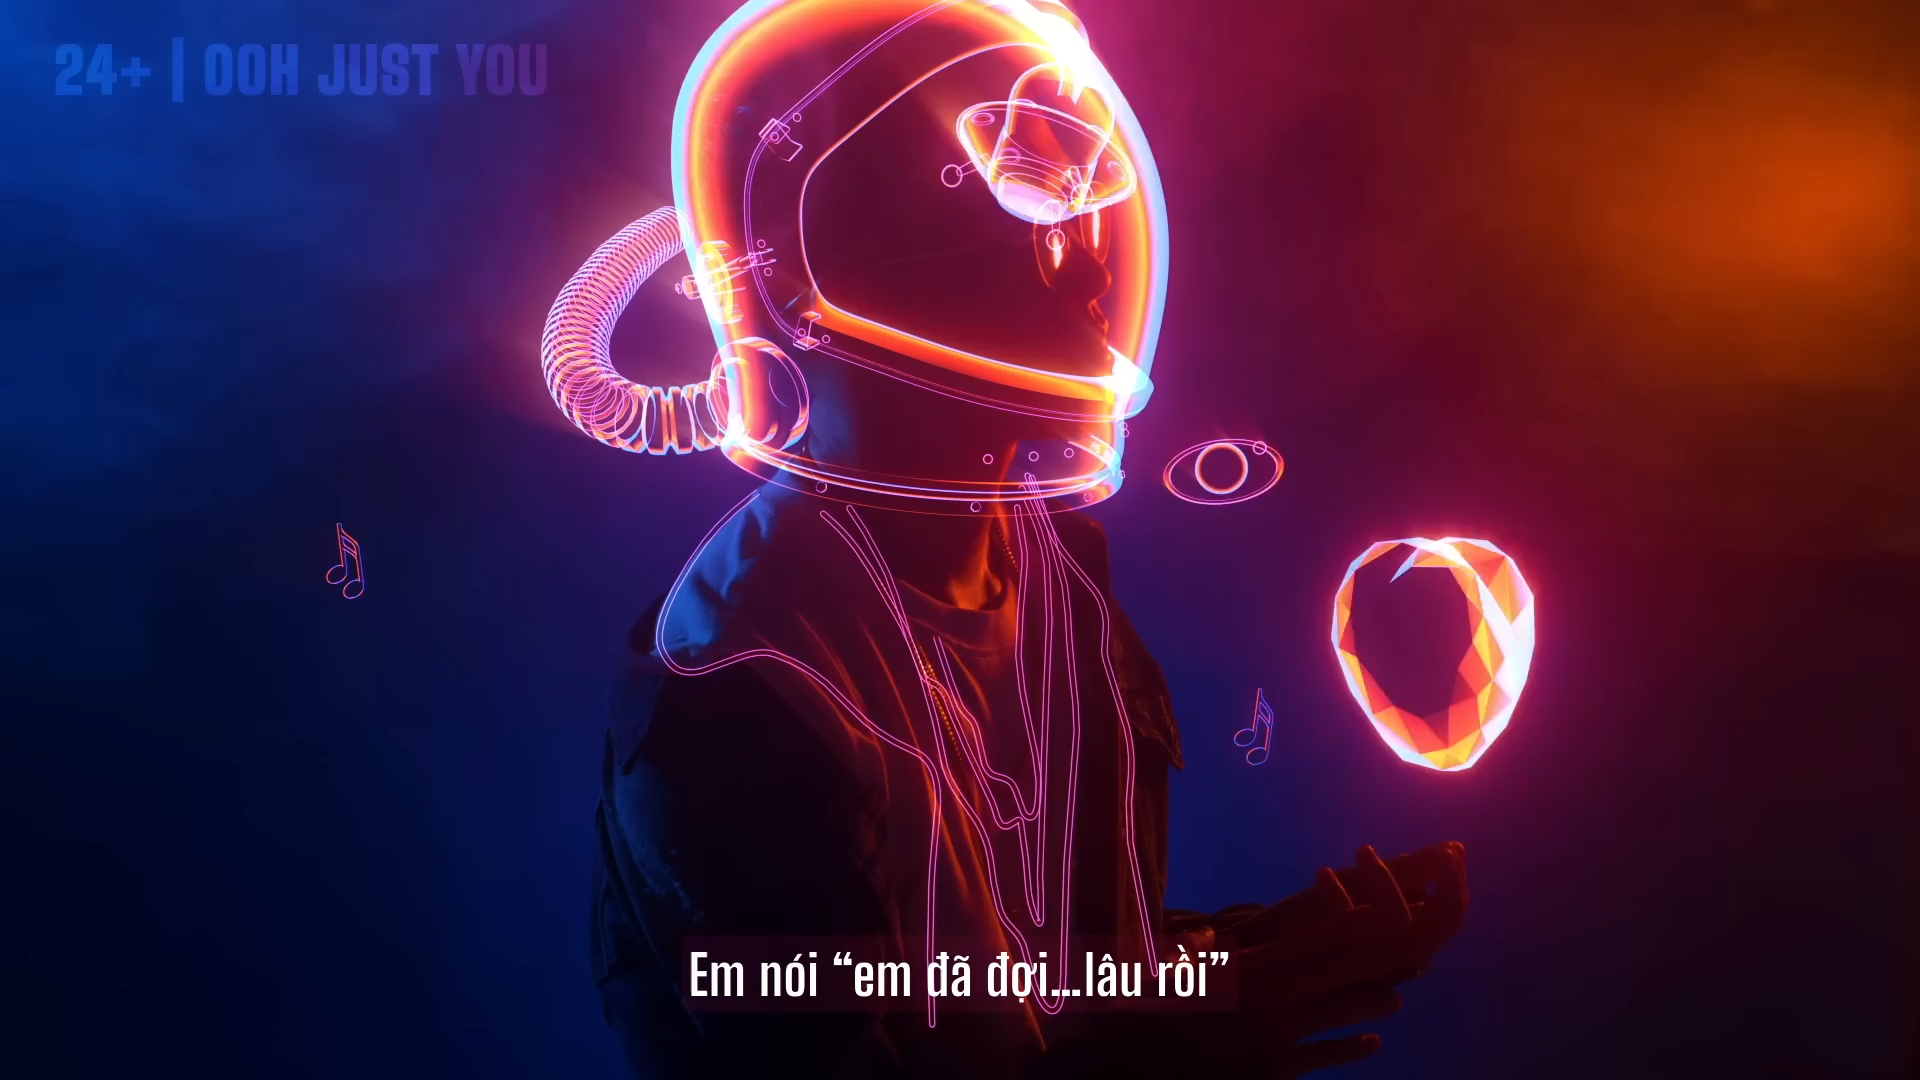 24+ | OOH JUST YOU
Em nói “em đã đợi...lâu rồi”